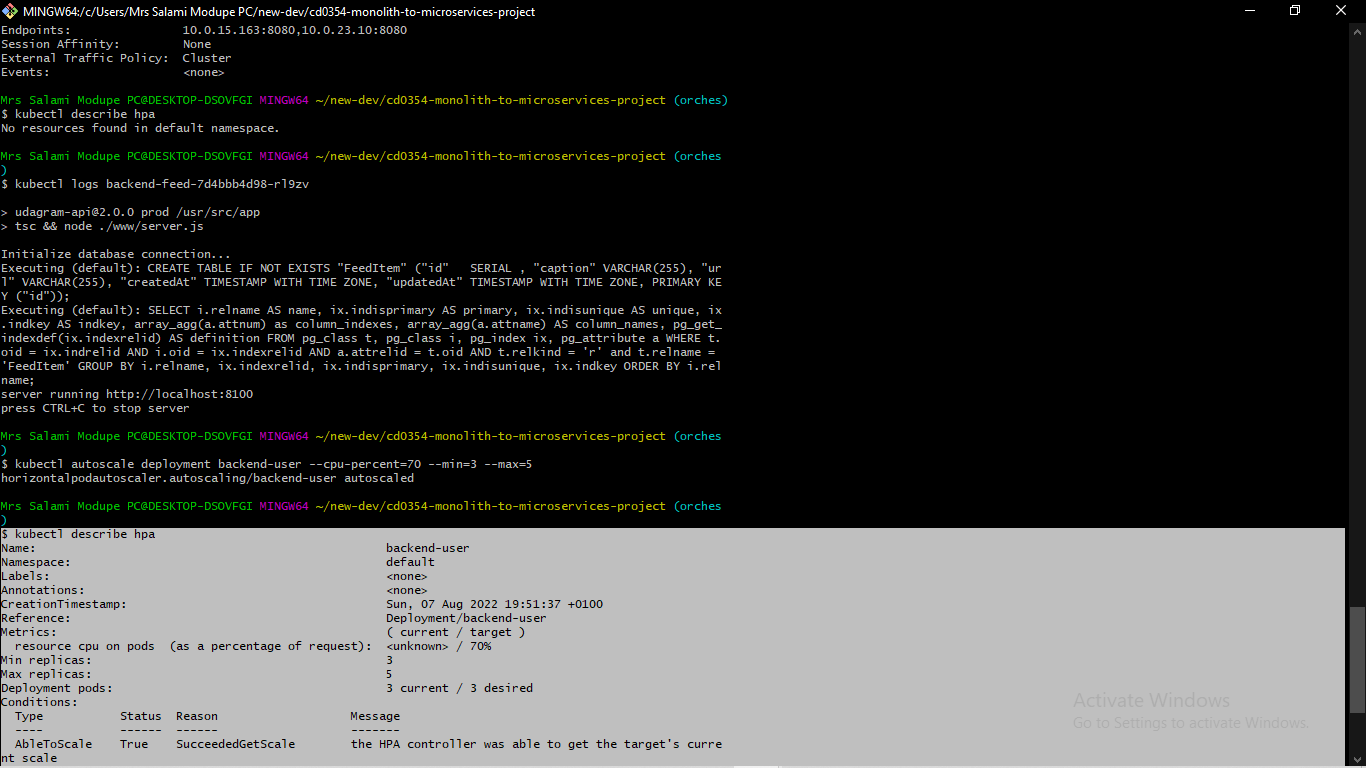 MINGW64:/c/Users/Mrs Salami Modupe PC/new-dev/cd0354-monolith-to-microservices-project
Endpoints:                10.0.15.163:8080,10.0.23.10:8080
Session Affinity:         None
External Traffic Policy:  Cluster
Events:                   <none>
Mrs Salami Modupe PC@DESKTOP-DSOVFGI MINGW64 ~/new-dev/cd0354-monolith-to-microservices-project (orches)
$ kubectl describe hpa
No resources found in default namespace.
Mrs Salami Modupe PC@DESKTOP-DSOVFGI MINGW64 ~/new-dev/cd0354-monolith-to-microservices-project (orches
)
$ kubectl logs backend-feed-7d4bbb4d98-rl9zv
> udagram-api@2.0.0 prod /usr/src/app
> tsc && node ./www/server.js
Initialize database connection...
Executing (default): CREATE TABLE IF NOT EXISTS "FeedItem" ("id"   SERIAL , "caption" VARCHAR(255), "ur
l" VARCHAR(255), "createdAt" TIMESTAMP WITH TIME ZONE, "updatedAt" TIMESTAMP WITH TIME ZONE, PRIMARY KE
Y ("id"));
Executing (default): SELECT i.relname AS name, ix.indisprimary AS primary, ix.indisunique AS unique, ix
.indkey AS indkey, array_agg(a.attnum) as column_indexes, array_agg(a.attname) AS column_names, pg_get_
indexdef(ix.indexrelid) AS definition FROM pg_class t, pg_class i, pg_index ix, pg_attribute a WHERE t.
oid = ix.indrelid AND i.oid = ix.indexrelid AND a.attrelid = t.oid AND t.relkind = 'r' and t.relname =
'FeedItem' GROUP BY i.relname, ix.indexrelid, ix.indisprimary, ix.indisunique, ix.indkey ORDER BY i.rel
name;
server running http://localhost:8100
press CTRL+C to stop server
Mrs Salami Modupe PC@DESKTOP-DSOVFGI MINGW64 ~/new-dev/cd0354-monolith-to-microservices-project (orches
)
$ kubectl autoscale deployment backend-user --cpu-percent=70 --min=3 --max=5
horizontalpodautoscaler.autoscaling/backend-user autoscaled
Mrs Salami Modupe PC@DESKTOP-DSOVFGI MINGW64 ~/new-dev/cd0354-monolith-to-microservices-project (orches
)
$ kubectl describe hpa
Name:                                                  backend-user
Namespace:                                             default
Labels:                                                <none>
Annotations:                                           <none>
CreationTimestamp:                                     Sun, 07 Aug 2022 19:51:37 +0100
Reference:                                             Deployment/backend-user
Metrics:                                               ( current / target )
  resource cpu on pods  (as a percentage of request):  <unknown> / 70%
Min replicas:                                          3
Max replicas:                                          5
Deployment pods:                                       3 current / 3 desired
Conditions:
  Type           Status  Reason                   Message
  ----           ------  ------                   -------
  AbleToScale    True    SucceededGetScale        the HPA controller was able to get the target's curre
nt scale
Activate Windows
Go to Settings to activate Windows.